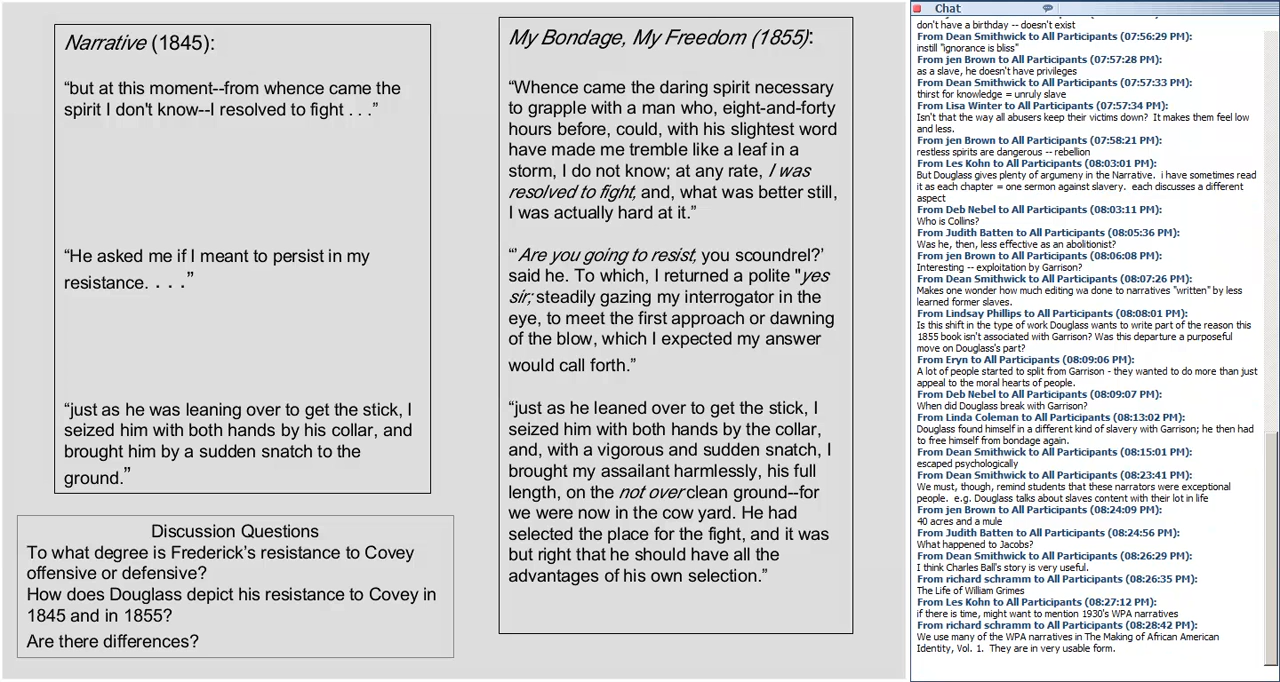 Narrative (1845):
“but at this moment--from whence came the
spirit I don't know--I resolved to fight . . .”
“He asked me if I meant to persist in my
resistance. . . .”
“just as he was leaning over to get the stick, I
seized him with both hands by his collar, and
brought him by a sudden snatch to the
ground.”
Discussion Questions
To what degree is Frederick’s resistance to Covey
offensive or defensive?
How does Douglass depict his resistance to Covey in
1845 and in 1855?
Are there differences?
My Bondage, My Freedom (1855):
“Whence came the daring spirit necessary
to grapple with a man who, eight-and-forty
hours before, could, with his slightest word
have made me tremble like a leaf in a
storm, I do not know; at any rate, I was
resolved to fight, and, what was better still,
I was actually hard at it.”
“’Are you going to resist, you scoundrel?’
said he. To which, I returned a polite "yes
sir;' steadily gazing my interrogator in the
eye, to meet the first approach or dawning
of the blow, which I expected my answer
would call forth.”
“just as he leaned over to get the stick, I
seized him with both hands by the collar,
and, with a vigorous and sudden snatch, I
brought my assailant harmlessly, his full
length, on the not over clean ground--for
we were now in the cow yard. He had
selected the place for the fight, and it was
but right that he should have all the
advantages of his own selection.”
Chat
don't have a birthday -- doesn't exist
From Dean Smithwick to All Participants (07:56:29 PM):
instill "ignorance is bliss"
From jen Brown to All Participants (07:57:28 PM):
as a slave, he doesn't have privileges
From Dean Smithwick to All Participants (07:57:33 PM):
thirst for knowledge = unruly slave
From Lisa Winter to All Participants (07:57:34 PM):
Isn't that the way all abusers keep their victims down? It makes them feel low
and less.
From jen Brown to All Participants (07:58:21 PM):
restless spirits are dangerous -- rebellion
From Les Kohn to All Participants (08:03:01 PM):
But Douglass gives plenty of argumeny in the Narrative. i have sometimes read
it as each chapter = one sermon against slavery. each discusses a different
aspect
From Deb Nebel to All Participants (08:03:11 PM):
Who is Collins?
From Judith Batten to All Participants (08:05:36 PM):
Was he, then, less effective as an abolitionist?
From jen Brown to All Participants (08:06:08 PM):
Interesting -- exploitation by Garrison?
From Dean Smithwick to All Participants (08:07:26 PM):
Makes one wonder how much editing wa done to narratives "written" by less
learned former slaves.
From Lindsay Phillips to All Participants (08:08:01 PM):
Is this shift in the type of work Douglass wants to write part of the reason this
1855 book isn't associated with Garrison? Was this departure a purposeful
move on Douglass's part?
From Eryn to All Participants (08:09:06 PM):
A lot of people started to split from Garrison - they wanted to do more than just
appeal to the moral hearts of people.
From Deb Nebel to All Participants (08:09:07 PM):
When did Douglass break with Garrison?
From Linda Coleman to All Participants (08:13:02 PM):
Douglass found himself in a different kind of slavery with Garrison; he then had
to free himself from bondage again.
From Dean Smithwick to All Participants (08:15:01 PM):
escaped psychologically
From Dean Smithwick to All Participants (08:23:41 PM):
We must, though, remind students that these narrators were exceptional
people. e.g. Douglass talks about slaves content with their lot in life
From jen Brown to All Participants (08:24:09 PM):
40 acres and a mule
From Judith Batten to All Participants (08:24:56 PM):
What happened to Jacobs?
From Dean Smithwick to All Participants (08:26:29 PM):
I think Charles Ball's story is very useful.
From richard schramm to All Participants (08:26:35 PM):
The Life of William Grimes
From Les Kohn to All Participants (08:27:12 PM):
if there is time, might want to mention 1930's WPA narratives
From richard schramm to All Participants (08:28:42 PM):
We use many of the WPA narratives in The Making of African American
Identity, Vol. 1. They are in very usable form.